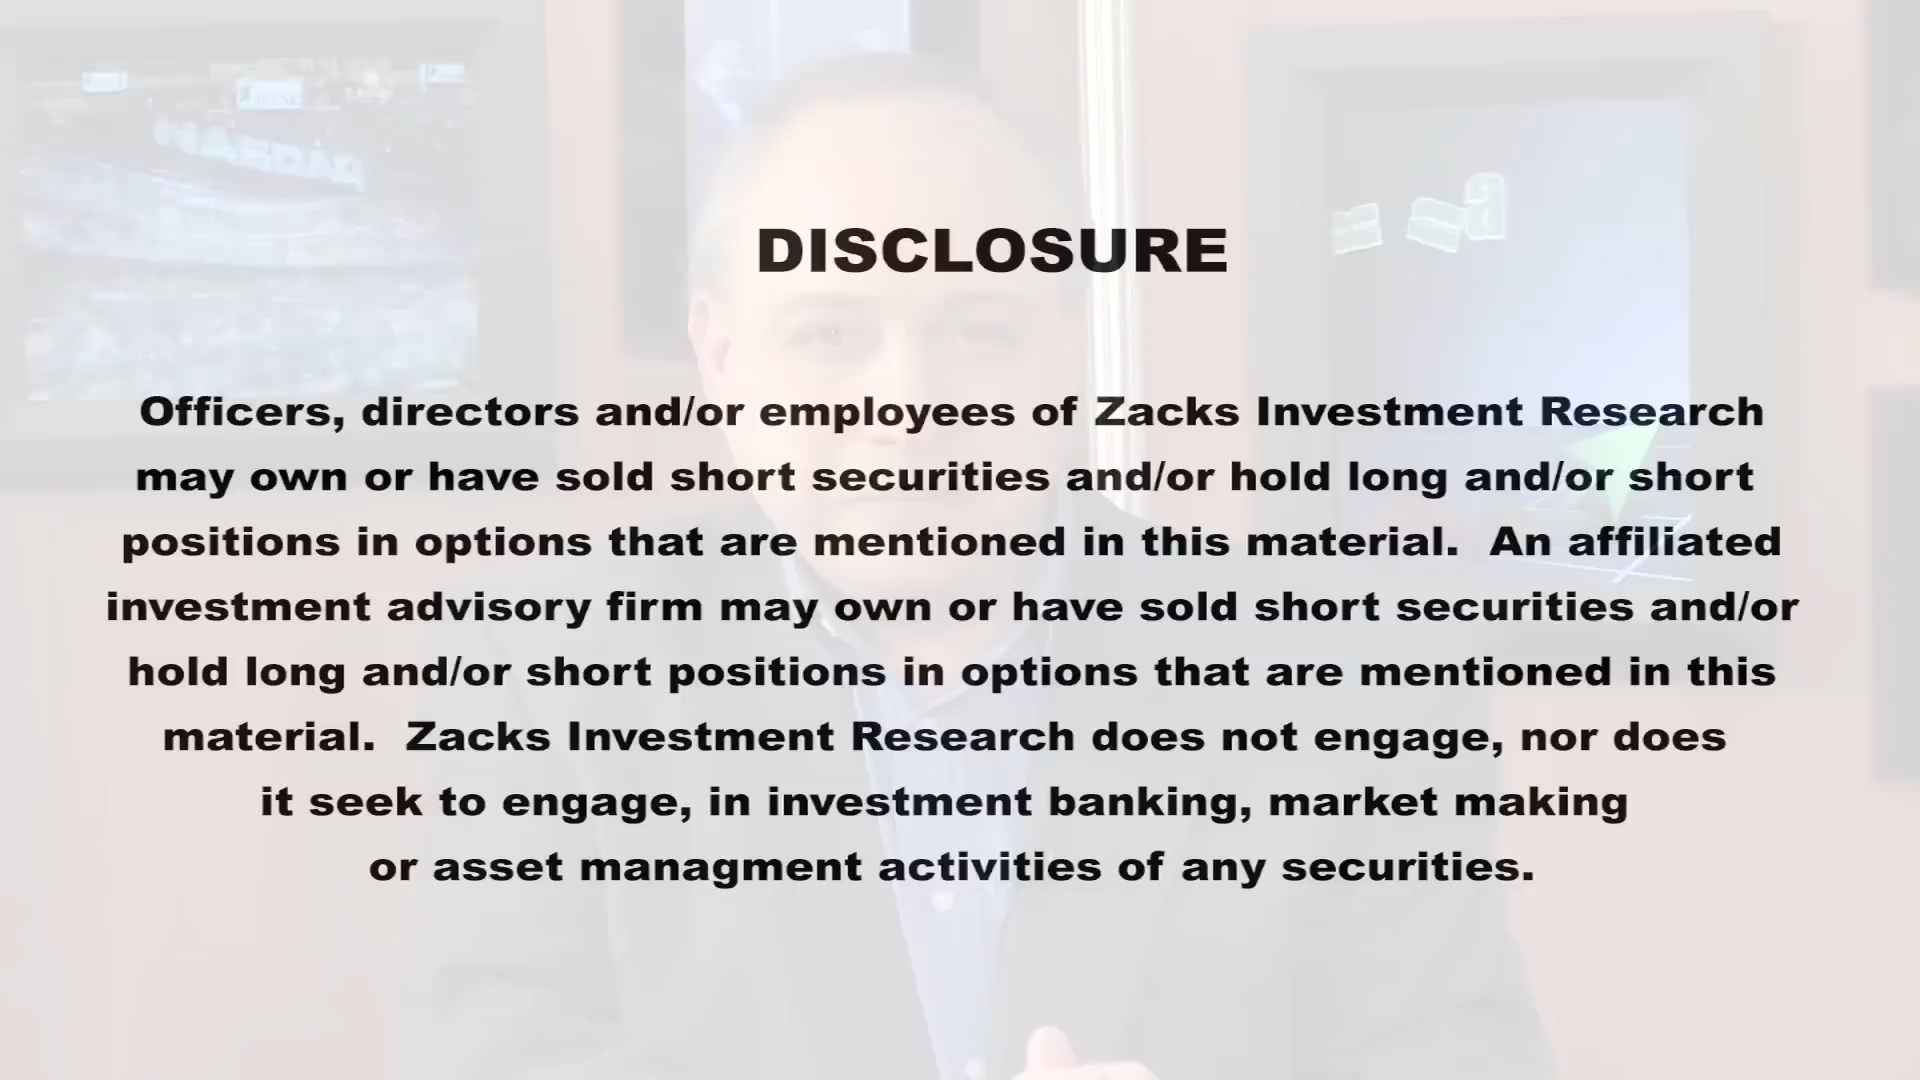 DISCLOSURE
Officers, directors and/or employees of Zacks Investment Research
may own or have sold short securities and/or hold long and/or short
positions in options that are mentioned in this material.  An affiliated
investment advisory firm may own or have sold short securities and/or
hold long and/or short positions in options that are mentioned in this
material.  Zacks Investment Research does not engage, nor does
it seek to engage, in investment banking, market making
or asset managment activities of any securities.